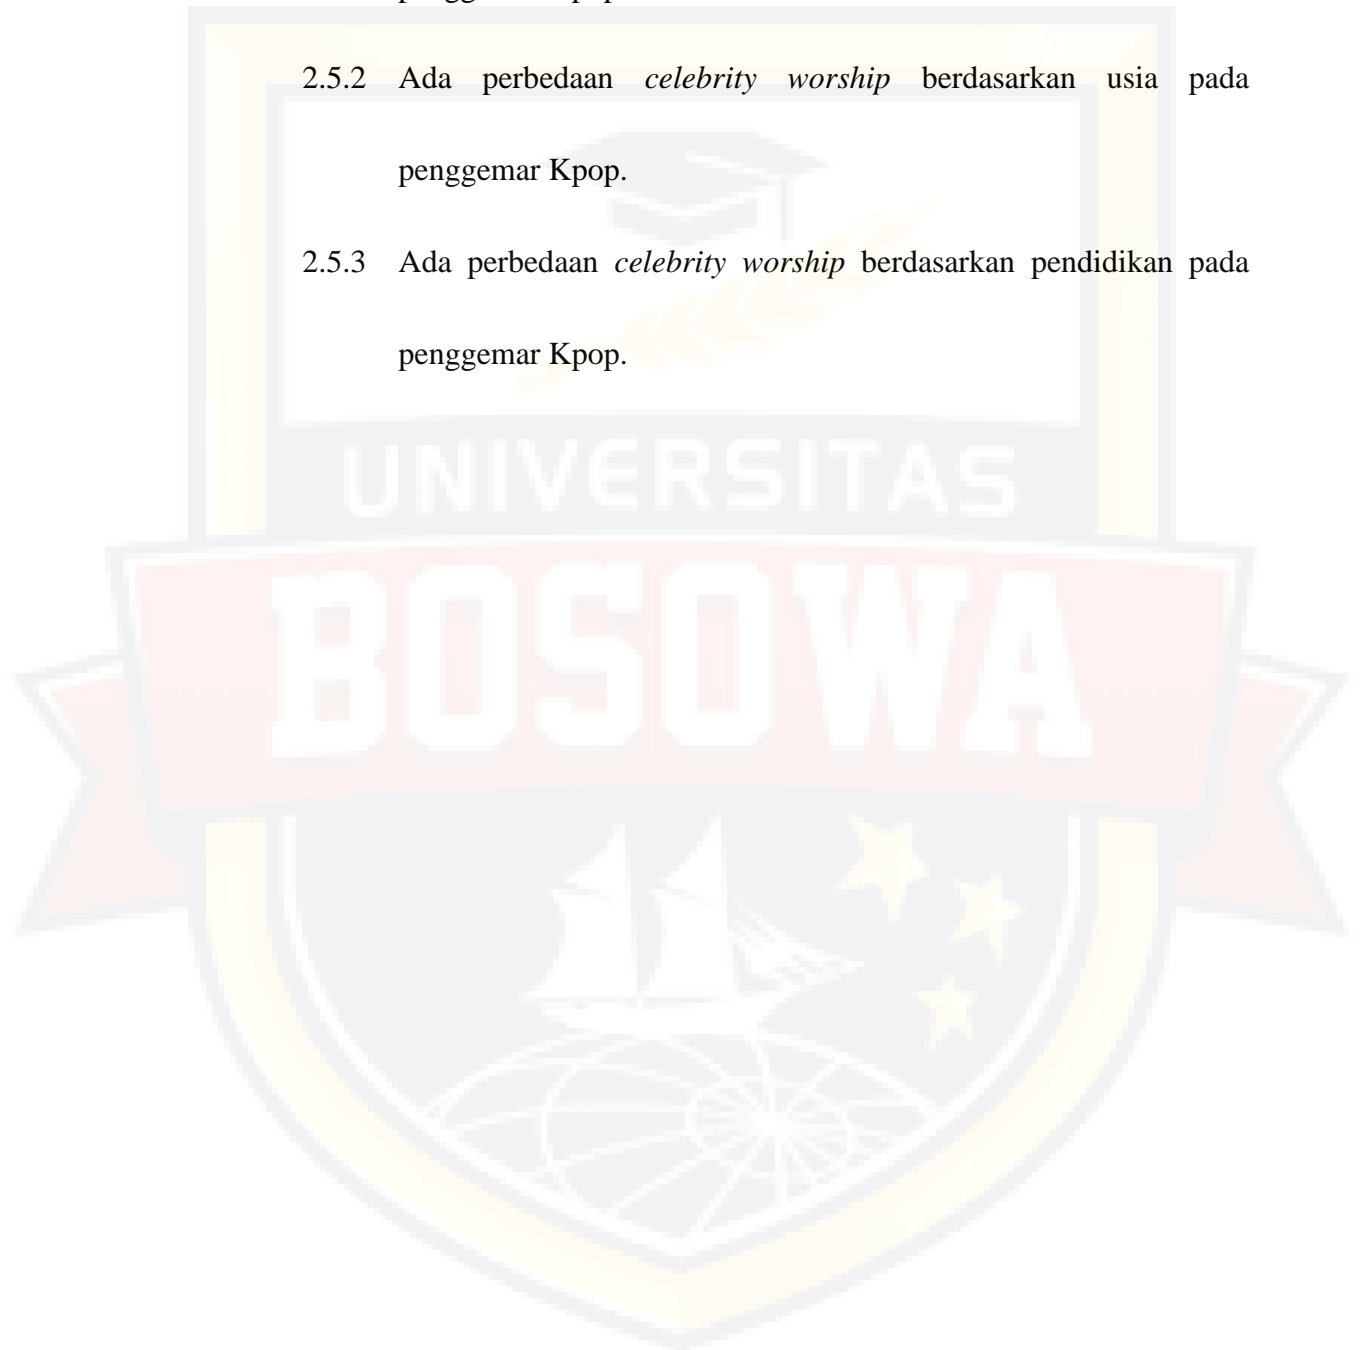 2.5.2 Ada perbedaan celebrity worship berdasarkan usia pada
penggemar Kpop.
2.5.3 Ada perbedaan celebrity worship berdasarkan pendidikan pada
penggemar Kpop.
UNIVERSITAS
BOSOWA